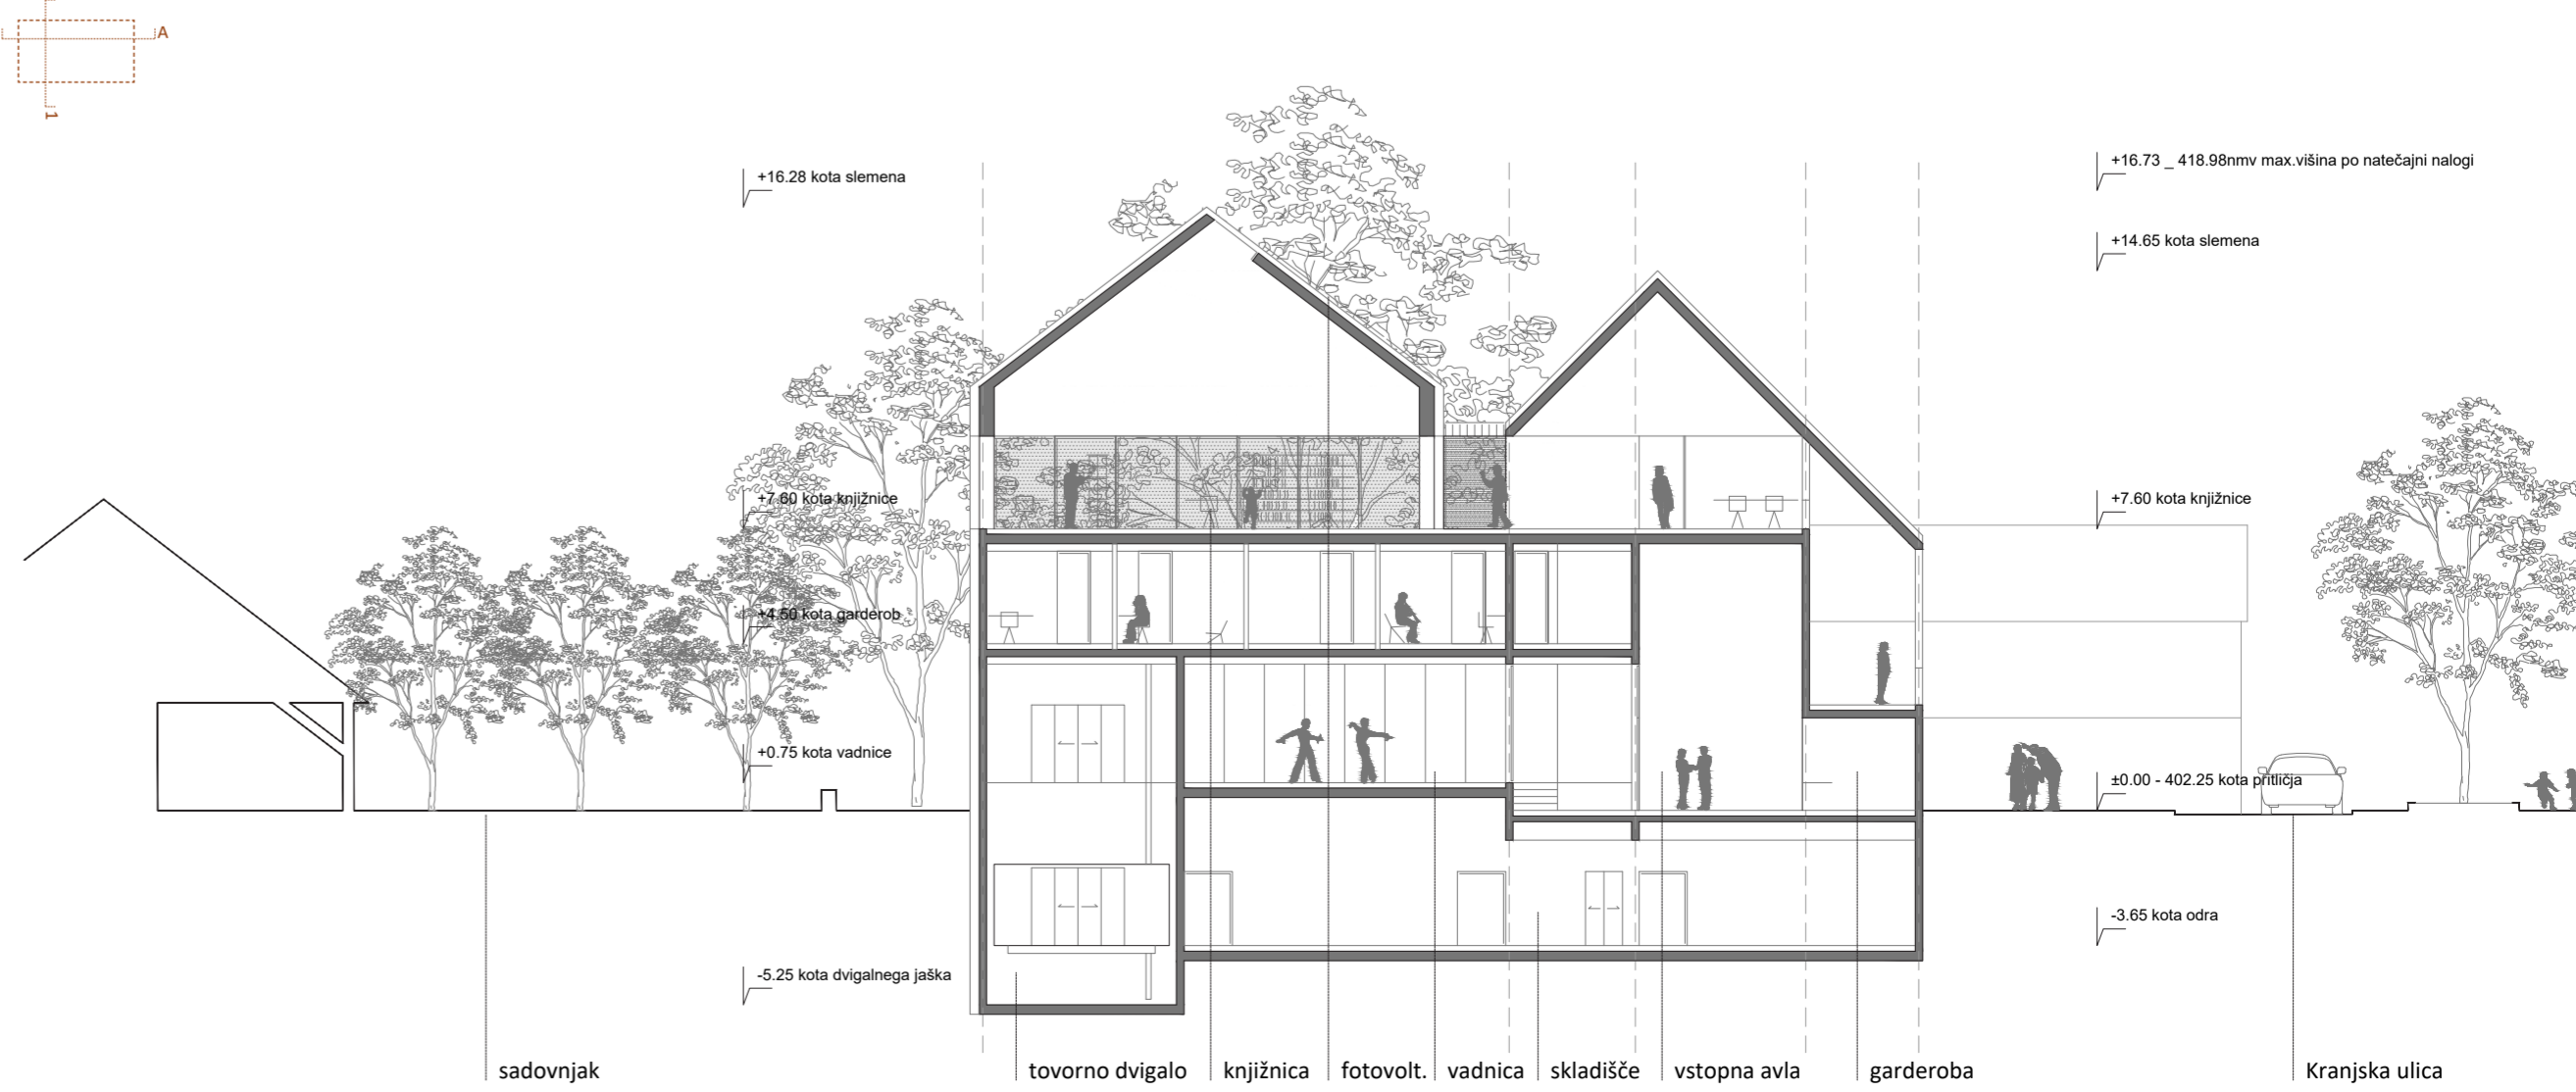 A
1
+16.28 kota slemena
+16.73 _ 418.98nmv max.višina po natečajni nalogi
+14.65 kota slemena
+7.60 kota knjižnice
+7.60 kota knjižnice
+4.50 kota garderob
+0.75 kota vadnice
±0.00 - 402.25 kota pritličja
-3.65 kota odra
-5.25 kota dvigalnega jaška
sadovnjak
tovorno dvigalo
knjižnica
fotovolt.
vadnica
skladišče
vstopna avla
garderoba
Kranjska ulica